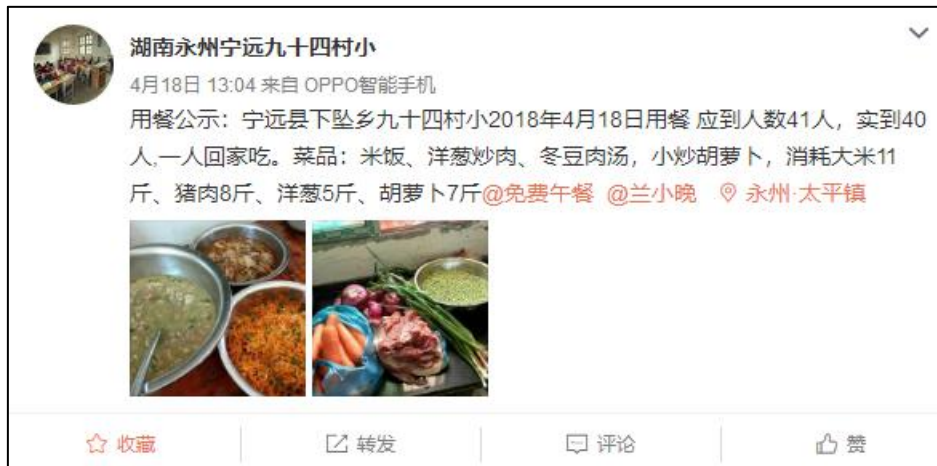 湖南永州宁远九十四村小
4月18日 13:04 来自 OPPO智能手机
用餐公示：宁远县下坠乡九十四村小2018年4月18日用餐 应到人数41人，实到40
人,一人回家吃。菜品：米饭、洋葱炒肉、冬豆肉汤，小炒胡萝卜，消耗大米11
斤、猪肉8斤、洋葱5斤、胡萝卜7斤@免费午餐 @兰小晚 永州·太平镇
收藏 转发 评论 赞